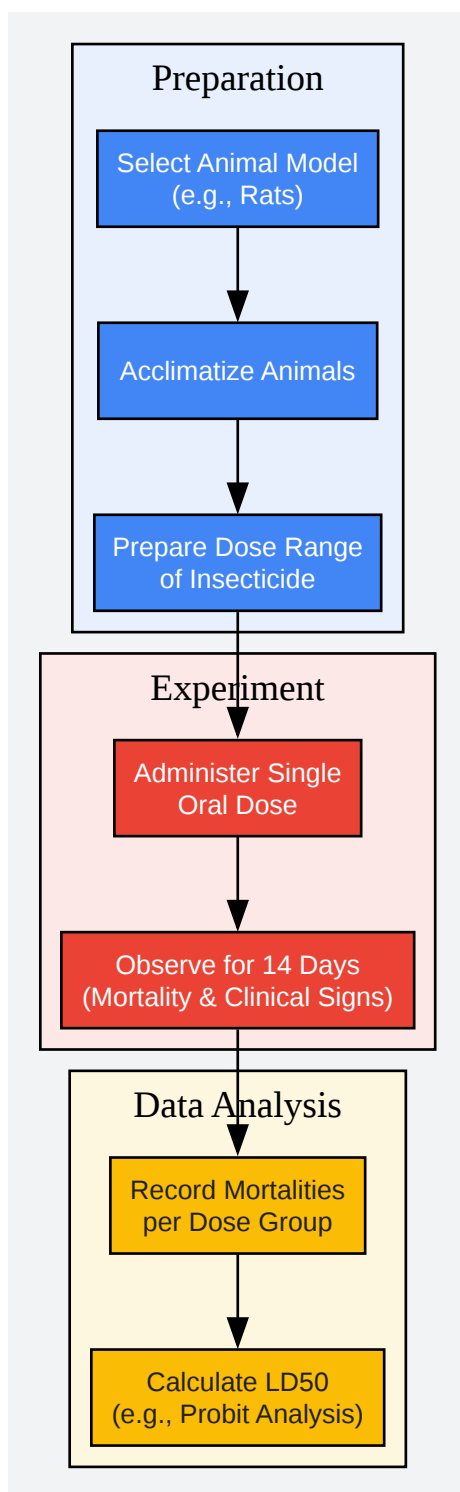 Preparation
Select Animal Model
(e.g., Rats)
Acclimatize Animals
Prepare Dose Range
of Insecticide
Experiment
Administer Single
Oral Dose
Observe for 14 Days
(Mortality & Clinical Signs)
Data Analysis
Record Mortalities
per Dose Group
Calculate LD50
(e.g., Probit Analysis)